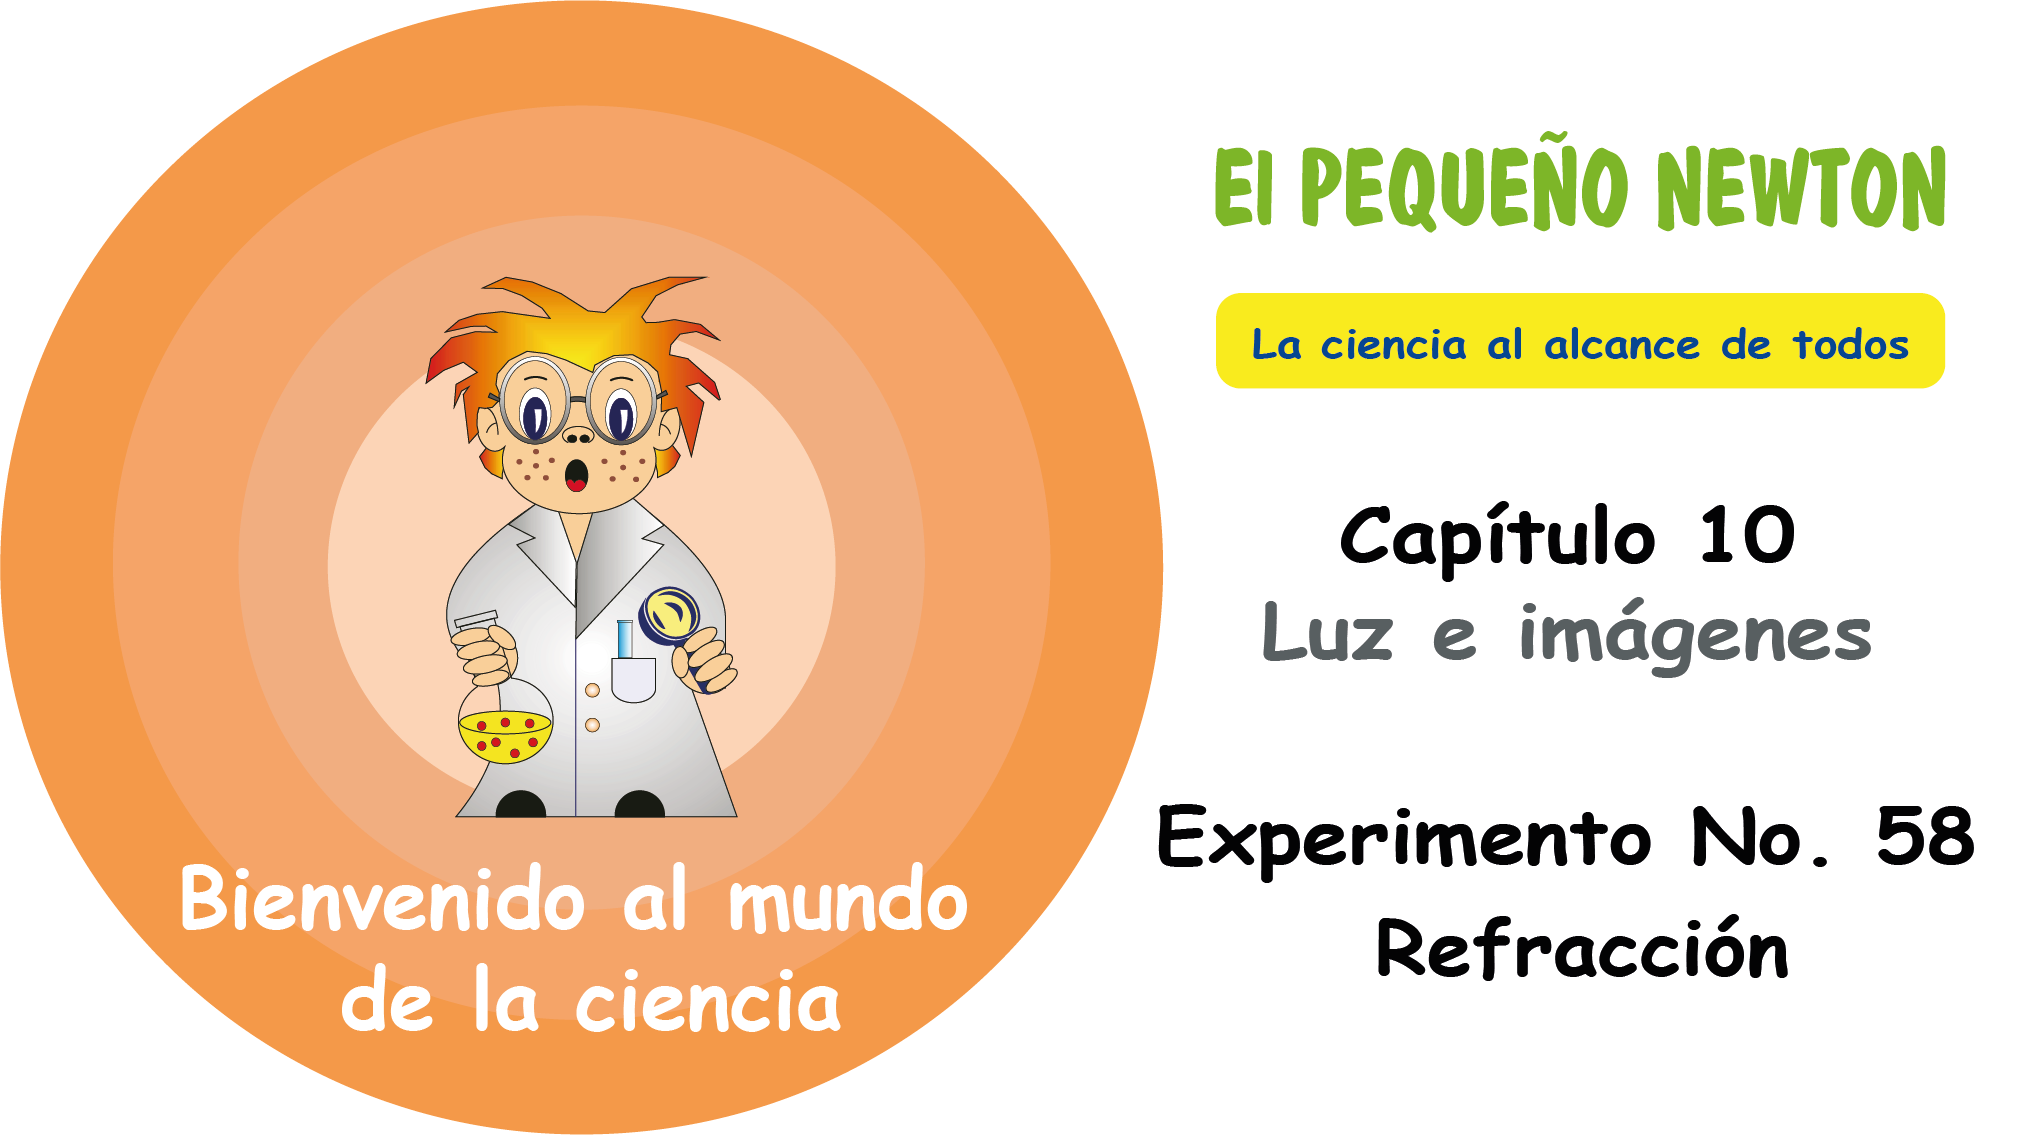 El PEQUEÑO NEWTON
La ciencia al alcance de todos
Capítulo 10
Luz e imágenes
Experimento No. 58
Refracción
Bienvenido al mundo
de la ciencia